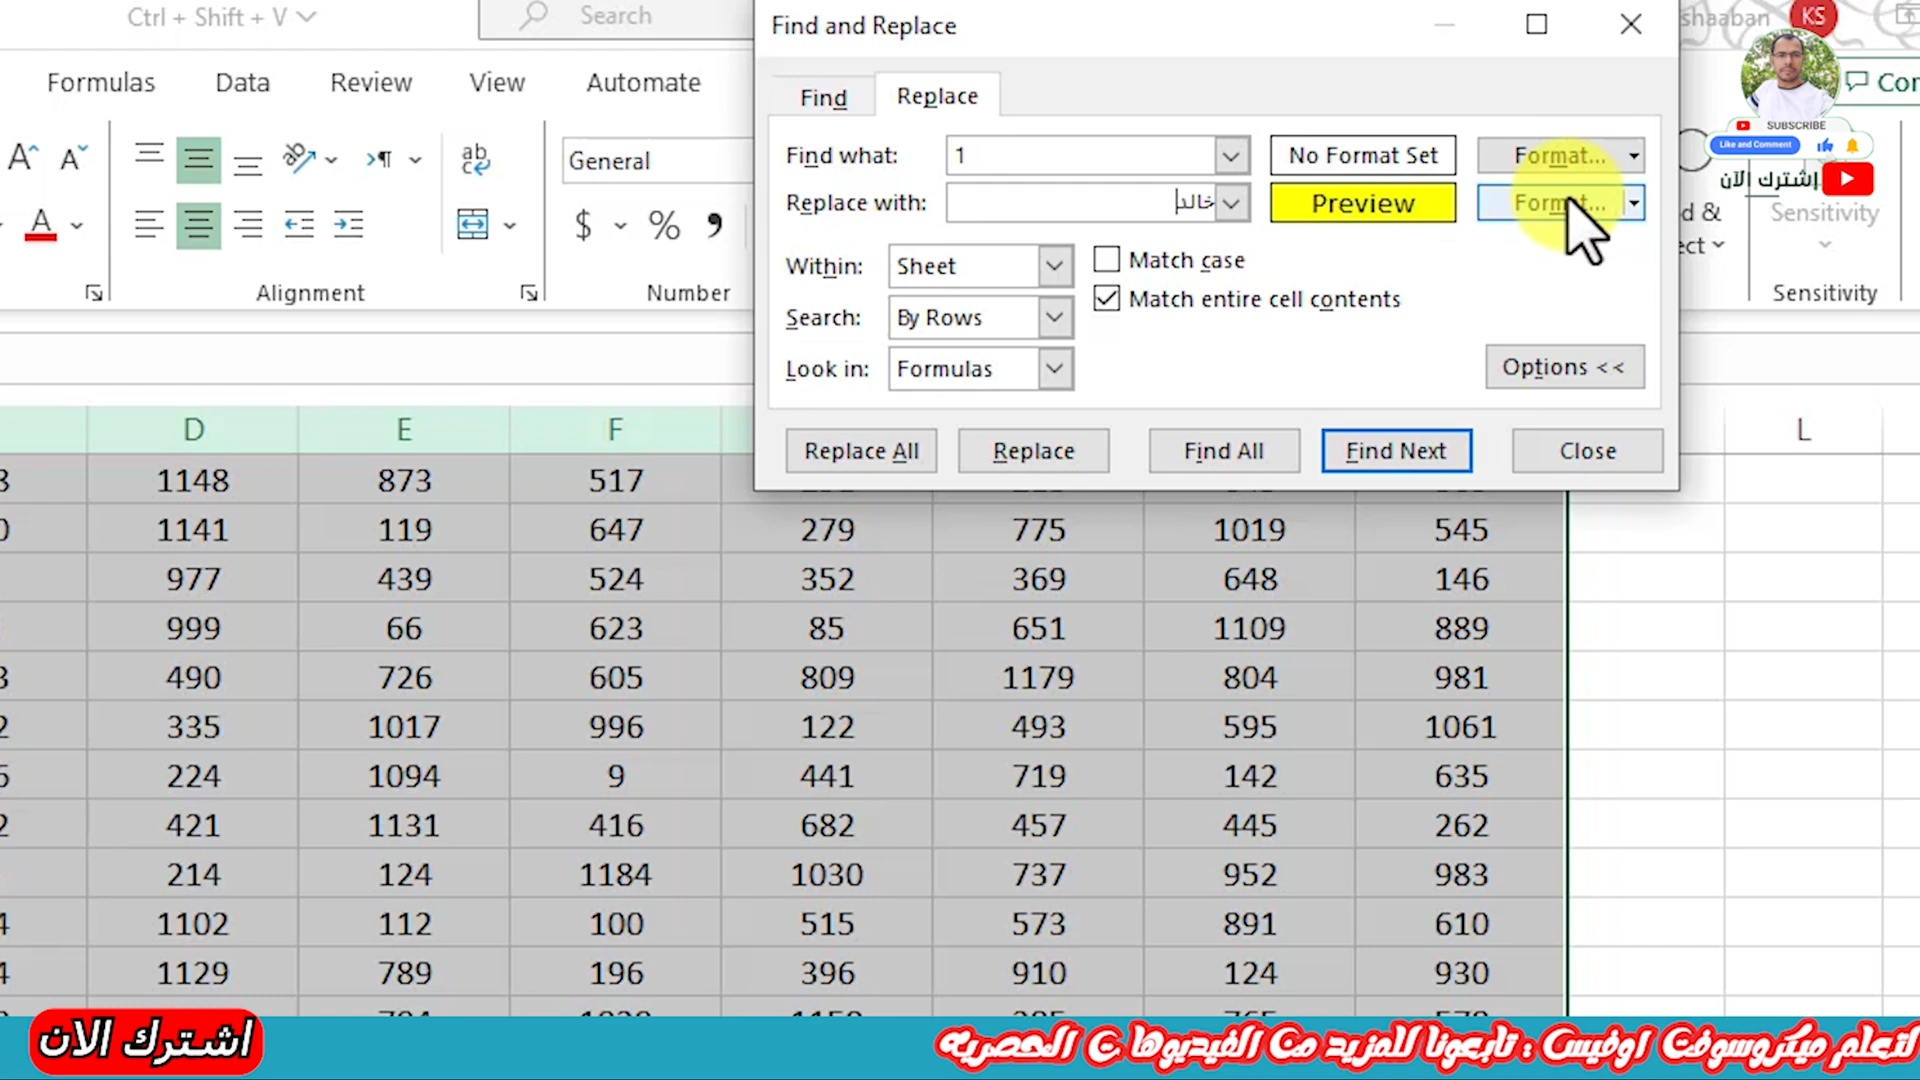 Ctrl + Shift + V
Search
Find and Replace
shaaban
KS
Formulas
Data
Review
View
Automate
Find
Replace
SUBSCRIBE
Like and Comment
إشترك الآن
ab
General
Find what:
1
No Format Set
Format...
Replace with:
خالد
Preview
Format...
Sensitivity
Within:
Sheet
Match case
Match entire cell contents
Search:
By Rows
Look in:
Formulas
Options <<
Alignment
Number
Sensitivity
Replace All
Replace
Find All
Find Next
Close
D E F L
1148 873 517
1141 119 647 279 775 1019 545
977 439 524 352 369 648 146
999 66 623 85 651 1109 889
490 726 605 809 1179 804 981
335 1017 996 122 493 595 1061
224 1094 9 441 719 142 635
421 1131 416 682 457 445 262
214 124 1184 1030 737 952 983
1102 112 100 515 573 891 610
1129 789 196 396 910 124 930
اشترك الان
لتعلم ميكروسوفت اوفيس : تابعونا للمزيد من الفيديوهات الحصريه